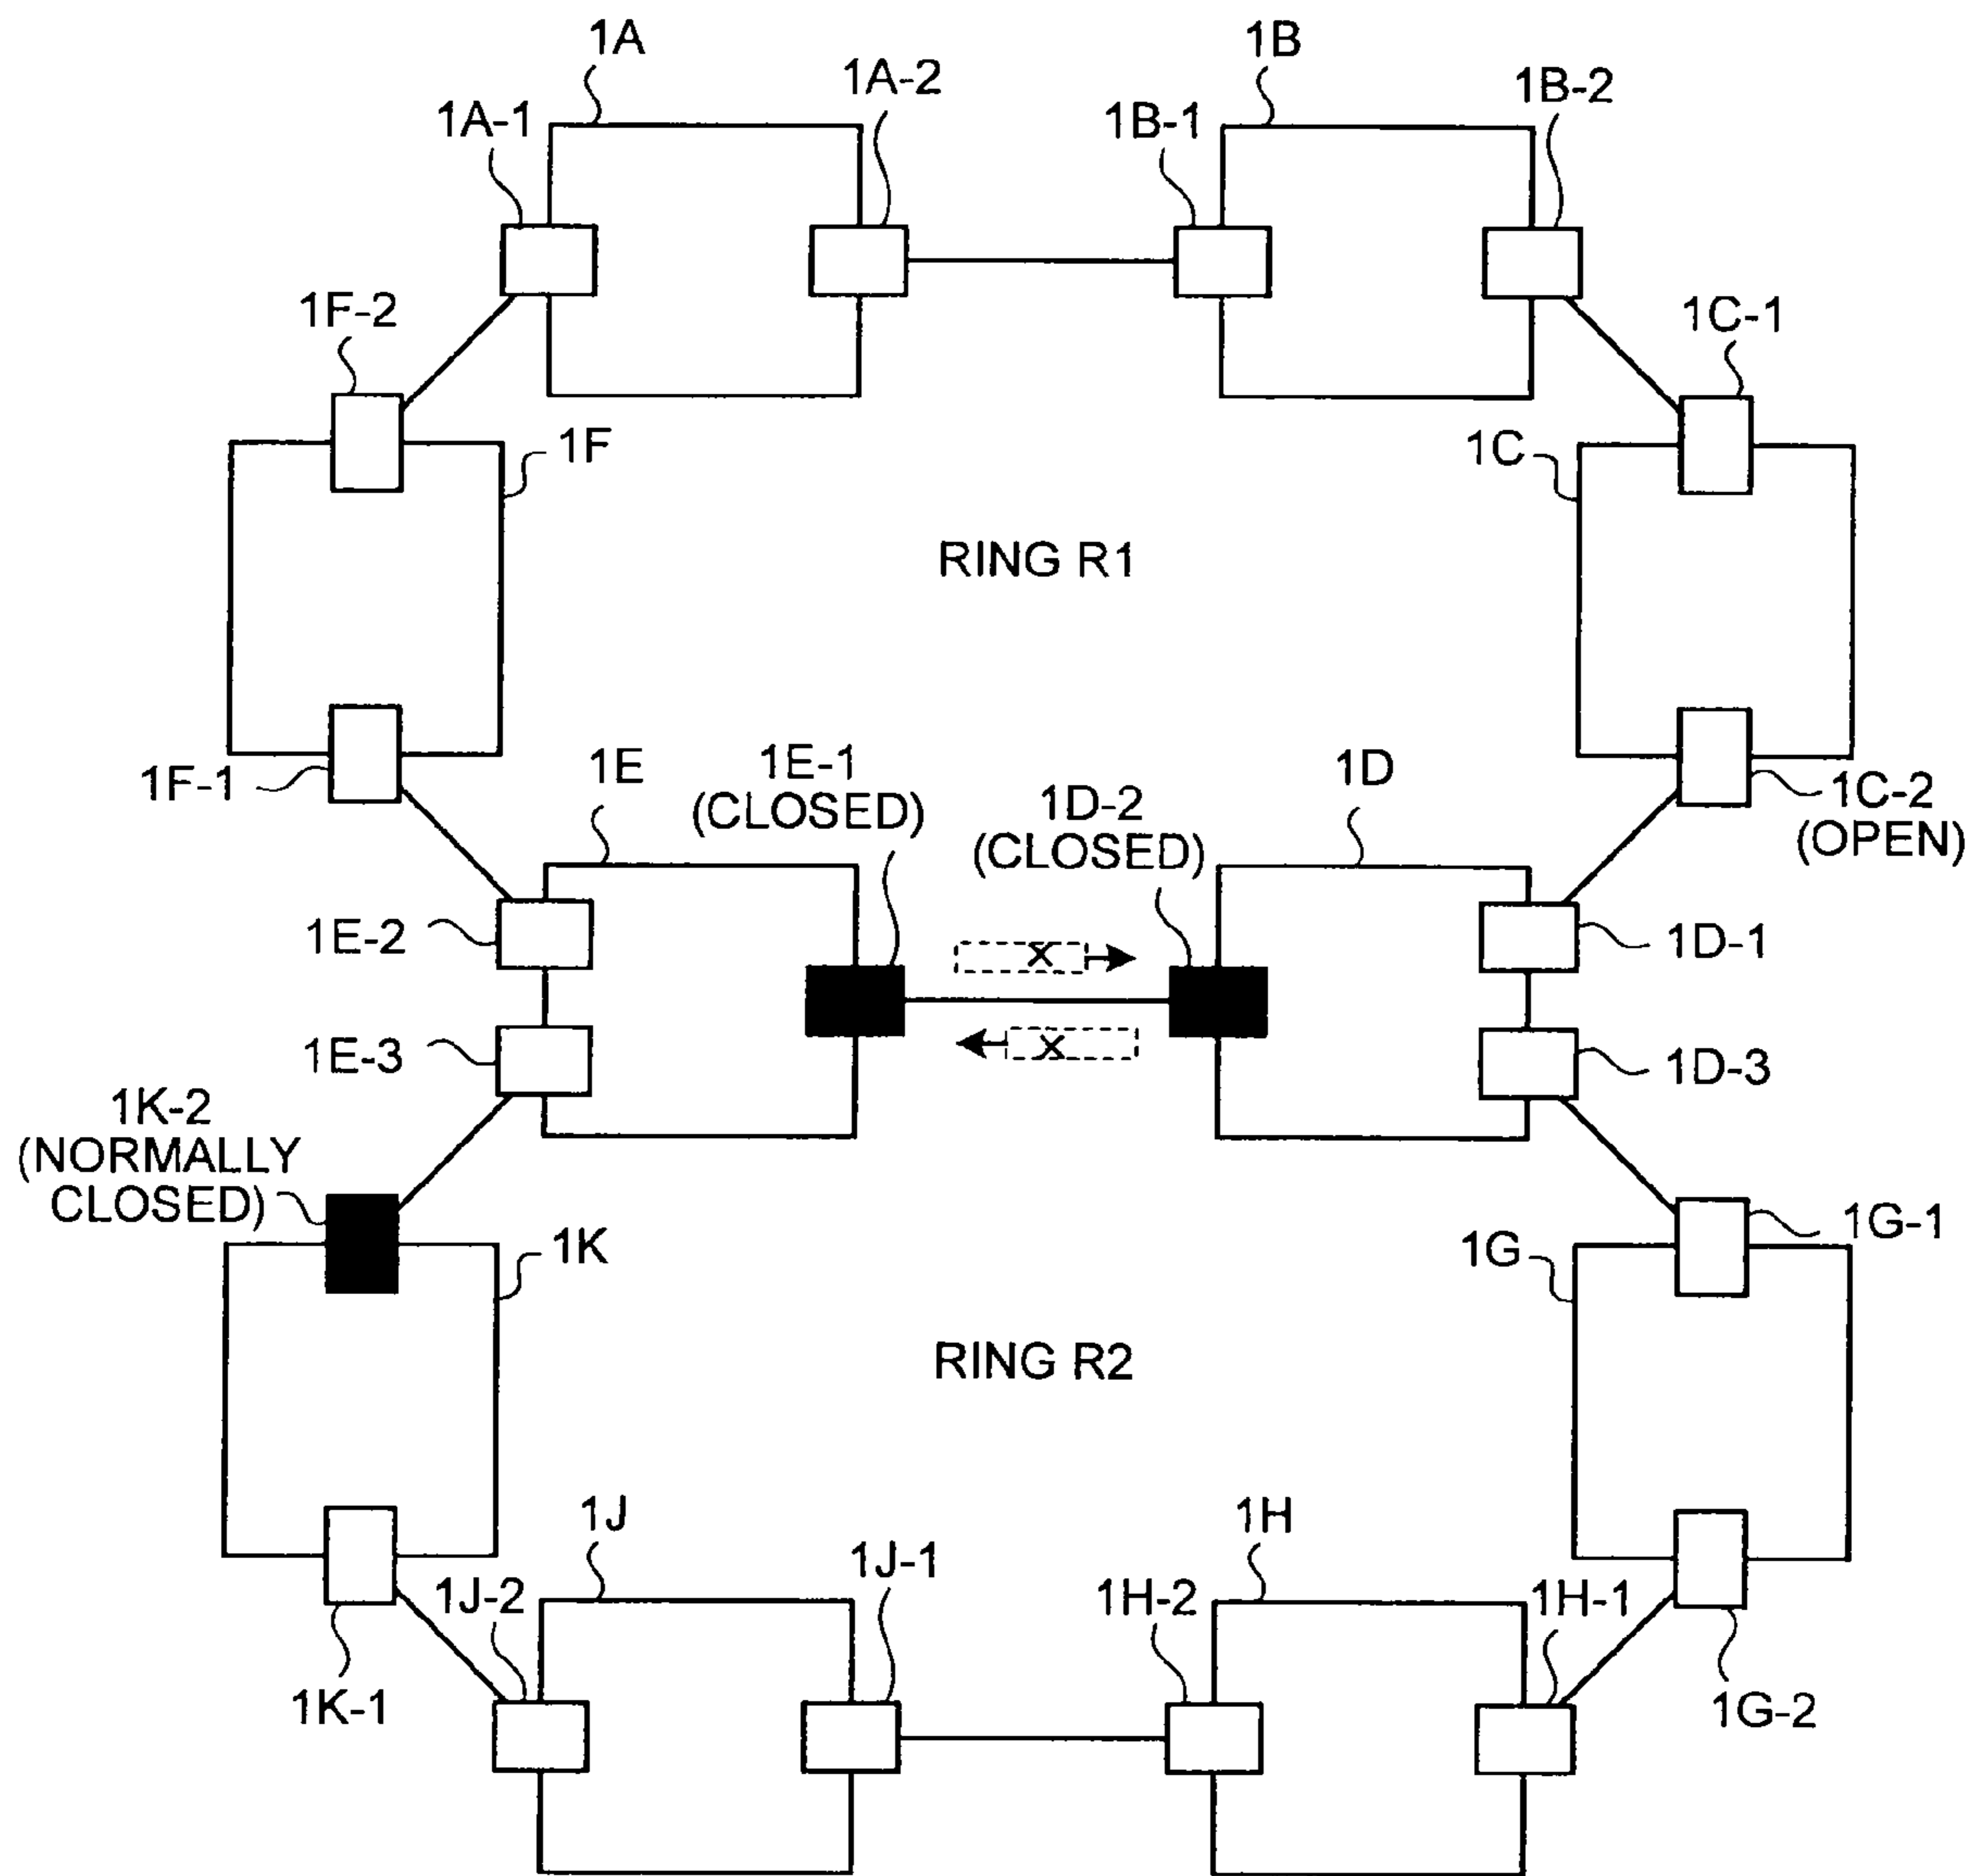 1A
1B
1A-2
1B-2
1A-1
1B-1
1F-2
1C-1
1F
1C
RING R1
1F-1
1E
1E-1
(CLOSED)
1D-2
(CLOSED)
1D
1C-2
(OPEN)
1E-2
x
1D-1
1E-3
x
1D-3
1K-2
(NORMALLY
CLOSED)
1K
1G
1G-1
RING R2
1J
1J-1
1H
1J-2
1H-2
1H-1
1K-1
1G-2